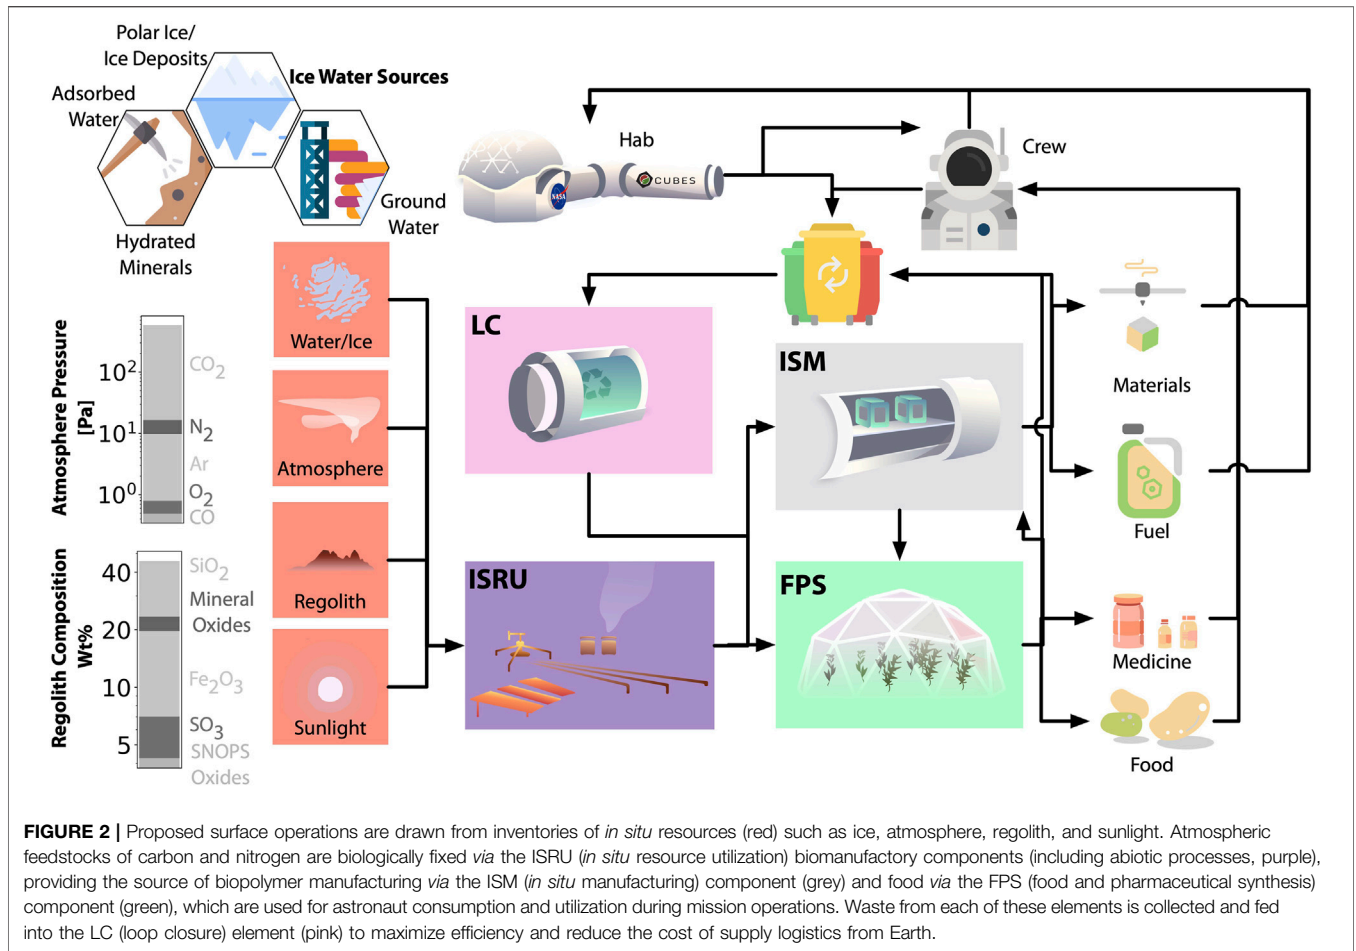 Polar Ice/
Ice Deposits
Ice Water Sources
Adsorbed
Water
Hydrated
Minerals
Ground
Water
Hab
NASA
CUBES
Crew
Water/Ice
Atmosphere
Regolith
Sunlight
Atmosphere Pressure
[Pa]
10²
10¹
10⁰
CO₂
N₂
Ar
O₂
CO
Regolith Composition
Wt%
40
20
10
5
SiO₂
Mineral
Oxides
Fe₂O₃
SO₃
SNOPS
Oxides
LC
ISM
ISRU
FPS
Materials
Fuel
Medicine
Food
FIGURE 2 | Proposed surface operations are drawn from inventories of in situ resources (red) such as ice, atmosphere, regolith, and sunlight. Atmospheric
feedstocks of carbon and nitrogen are biologically fixed via the ISRU (in situ resource utilization) biomanufactory components (including abiotic processes, purple),
providing the source of biopolymer manufacturing via the ISM (in situ manufacturing) component (grey) and food via the FPS (food and pharmaceutical synthesis)
component (green), which are used for astronaut consumption and utilization during mission operations. Waste from each of these elements is collected and fed
into the LC (loop closure) element (pink) to maximize efficiency and reduce the cost of supply logistics from Earth.